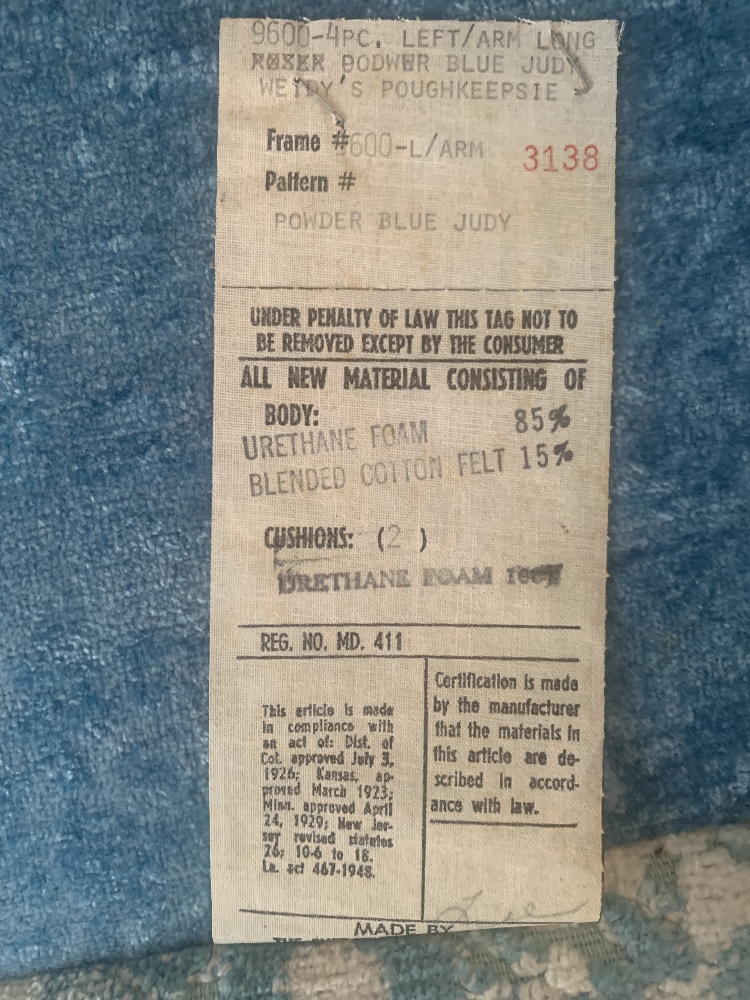 9600-4PC. LEFT/ARM LONG
BODWWR BLUE JUDY
WEIDY'S POUGHKEEPSIE
Frame #9600-L/ARM
3138
Pattern #
POWDER BLUE JUDY
UNDER PENALTY OF LAW THIS TAG NOT TO
BE REMOVED EXCEPT BY THE CONSUMER
ALL NEW MATERIAL CONSISTING OF
BODY:
URETHANE FOAM 85%
BLENDED COTTON FELT 15%
CUSHIONS: (2)
URETHANE FOAM 100%
REG. NO. MD. 411
This article is made
in compliance with
an act of: Dist. of
Col. approved July 3,
1926; Kansas, ap-
proved March 1923;
Minn. approved April
24, 1929; New Jer-
sey revised statutes
26; 10-6 to 18.
La. act 467-1948.
Certification is made
by the manufacturer
that the materials in
this article are de-
scribed in accord-
ance with law.
MADE BY